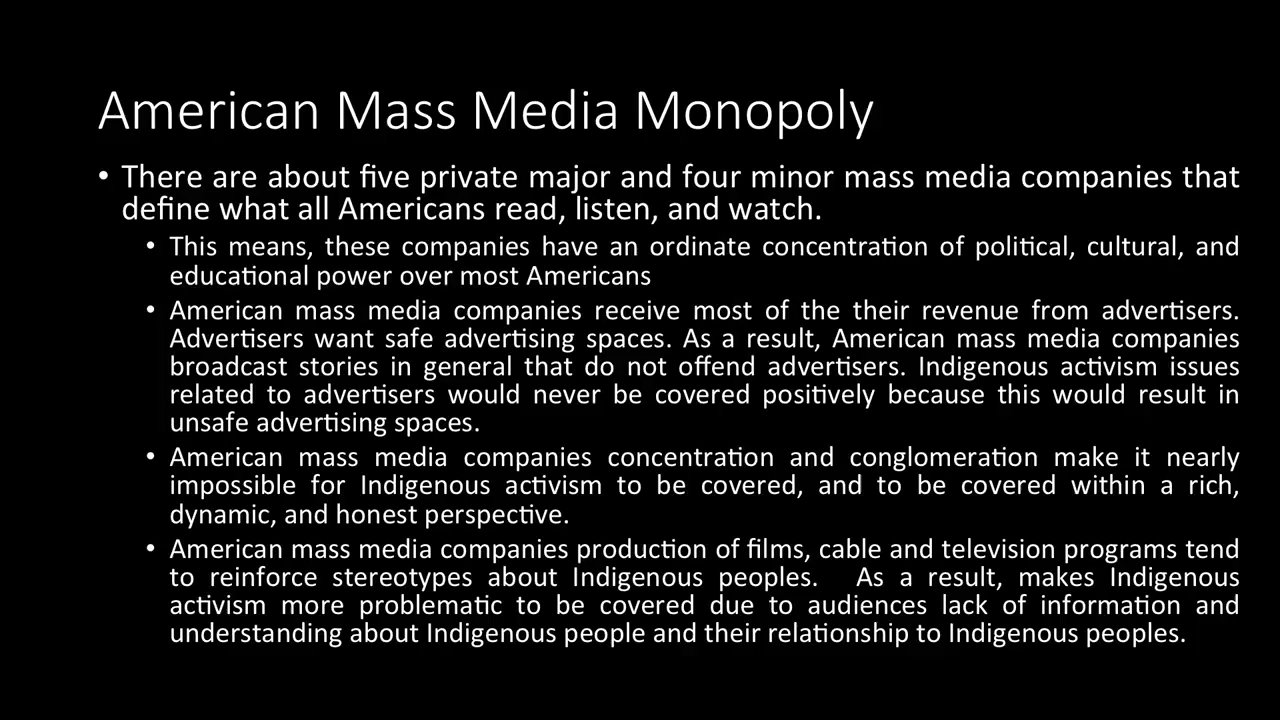 American Mass Media Monopoly
• There are about five private major and four minor mass media companies that
define what all Americans read, listen, and watch.
• This means, these companies have an ordinate concentration of political, cultural, and
educational power over most Americans
• American mass media companies receive most of the their revenue from advertisers.
Advertisers want safe advertising spaces. As a result, American mass media companies
broadcast stories in general that do not offend advertisers. Indigenous activism issues
related to advertisers would never be covered positively because this would result in
unsafe advertising spaces.
• American mass media companies concentration and conglomeration make it nearly
impossible for Indigenous activism to be covered, and to be covered within a rich,
dynamic, and honest perspective.
• American mass media companies production of films, cable and television programs tend
to reinforce stereotypes about Indigenous peoples. As a result, makes Indigenous
activism more problematic to be covered due to audiences lack of information and
understanding about Indigenous people and their relationship to Indigenous peoples.